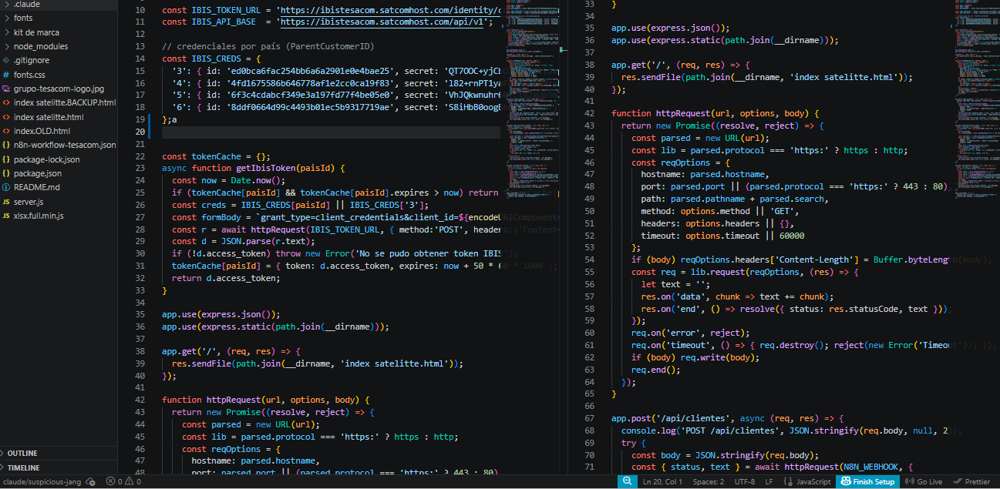 .claude
fonts
kit de marca
node_modules
.gitignore
fonts.css
grupo-tesacom-logo.jpg
index satelitte.BACKUP.html
index satelitte.html
index.OLD.html
n8n-workflow-tesacom.json
package-lock.json
package.json
README.md
server.js
xlsx.full.min.js
OUTLINE
TIMELINE
10 const IBIS_TOKEN_URL = 'https://ibistesacom.satcomhost.com/identity/c
11 const IBIS_API_BASE = 'https://ibistesacom.satcomhost.com/api/v1';
12
13 // credenciales por país (ParentCustomerID)
14 const IBIS_CREDS = {
15 '3': { id: 'ed0bca6fac254bb6a6a2901e0e4bae25', secret: 'QT7OOC+yjC
16 '4': { id: '4fd1675586b646778af1e2cc0ca19f83', secret: '182+rnPT1y
17 '5': { id: '6f3c4cdabcf349e3a197fd77f4be05e0', secret: 'VhJQkwnuhr
18 '6': { id: '8ddf0664d99c4493b01ec5b9317719ae', secret: 'S8iHbB0oog
19 };a
20
21
22 const tokenCache = {};
23 async function getIbisToken(paisId) {
24 const now = Date.now();
25 if (tokenCache[paisId] && tokenCache[paisId].expires > now) return
26 const creds = IBIS_CREDS[paisId] || IBIS_CREDS['3'];
27 const formBody = `grant_type=client_credentials&client_id=${encodeURIComponent(
28 const r = await httpRequest(IBIS_TOKEN_URL, { method:'POST', headers:{'Content-
29 const d = JSON.parse(r.text);
30 if (!d.access_token) throw new Error('No se pudo obtener token IBIS');
31 tokenCache[paisId] = { token: d.access_token, expires: now + 50 * 60 * 1000 };
32 return d.access_token;
33 }
34
35 app.use(express.json());
36 app.use(express.static(path.join(__dirname)));
37
38 app.get('/', (req, res) => {
39 res.sendFile(path.join(__dirname, 'index satelitte.html'));
40 });
41
42 function httpRequest(url, options, body) {
43 return new Promise((resolve, reject) => {
44 const parsed = new URL(url);
45 const lib = parsed.protocol === 'https:' ? https : http;
46 const reqOptions = {
47 hostname: parsed.hostname,
48 port: parsed.port || (parsed.protocol === 'https:' ? 443 : 80)
33 }
34
35 app.use(express.json());
36 app.use(express.static(path.join(__dirname)));
37
38 app.get('/', (req, res) => {
39 res.sendFile(path.join(__dirname, 'index satelitte.html'));
40 });
41
42 function httpRequest(url, options, body) {
43 return new Promise((resolve, reject) => {
44 const parsed = new URL(url);
45 const lib = parsed.protocol === 'https:' ? https : http;
46 const reqOptions = {
47 hostname: parsed.hostname,
48 port: parsed.port || (parsed.protocol === 'https:' ? 443 : 80),
49 path: parsed.pathname + parsed.search,
50 method: options.method || 'GET',
51 headers: options.headers || {},
52 timeout: options.timeout || 60000
53 };
54 if (body) reqOptions.headers['Content-Length'] = Buffer.byteLength(body);
55 const req = lib.request(reqOptions, (res) => {
56 let text = '';
57 res.on('data', chunk => text += chunk);
58 res.on('end', () => resolve({ status: res.statusCode, text }));
59 });
60 req.on('error', reject);
61 req.on('timeout', () => { req.destroy(); reject(new Error('Timeout')); });
62 if (body) req.write(body);
63 req.end();
64 });
65 }
66
67 app.post('/api/clientes', async (req, res) => {
68 console.log('POST /api/clientes', JSON.stringify(req.body, null, 2));
69 try {
70 const body = JSON.stringify(req.body);
71 const { status, text } = await httpRequest(N8N_WEBHOOK, {
claude/suspicious-jang 0 0 Ln 20, Col 1 Spaces: 2 UTF-8 LF JavaScript Finish Setup Go Live Prettier